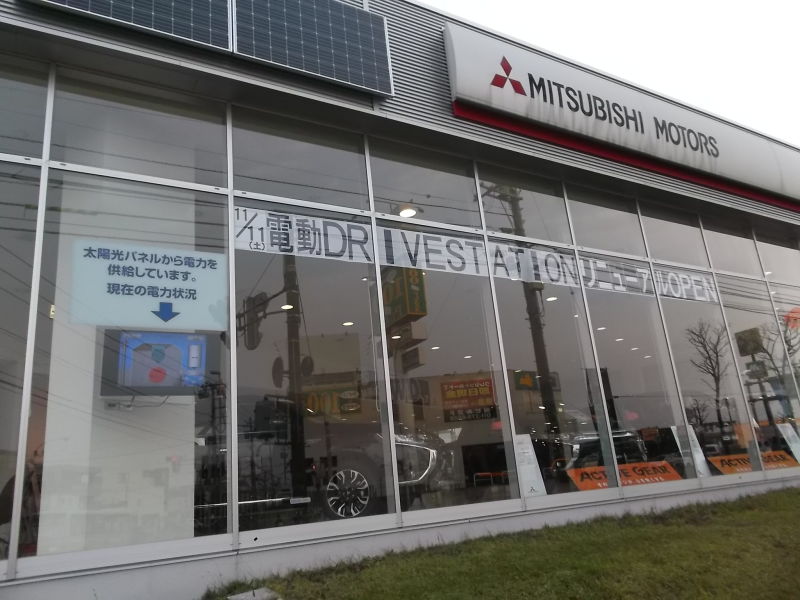 MITSUBISHI MOTORS
11/11(土)電動DRIVESTATIONリニューアルOPEN
太陽光パネルから電力を
供給しています。
現在の電力状況
ACTIVE GEAR
ACTIVE GEAR